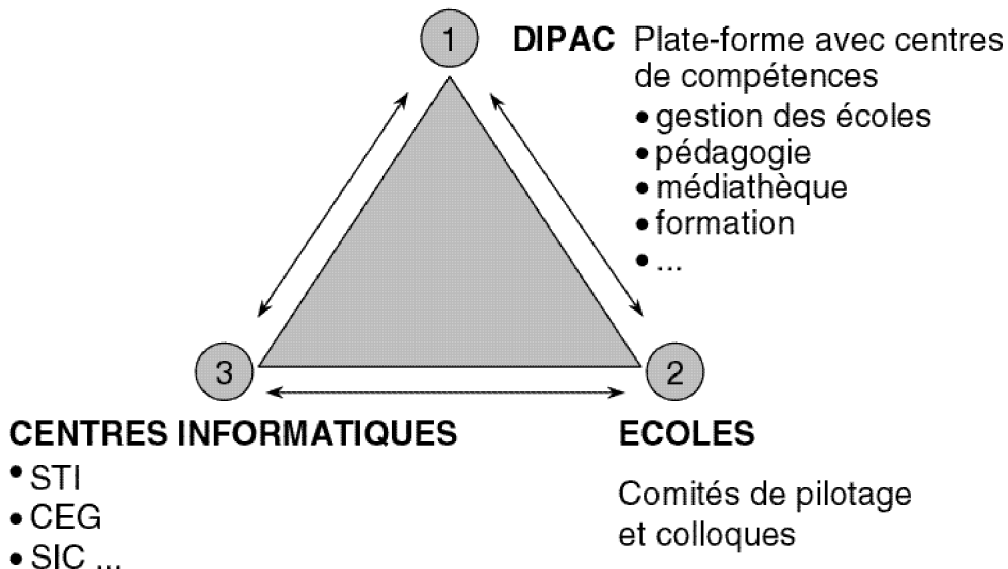 1
DIPAC Plate-forme avec centres
de compétences
• gestion des écoles
• pédagogie
• médiathèque
• formation
• ...
3
2
CENTRES INFORMATIQUES
• STI
• CEG
• SIC ...
ECOLES
Comités de pilotage
et colloques